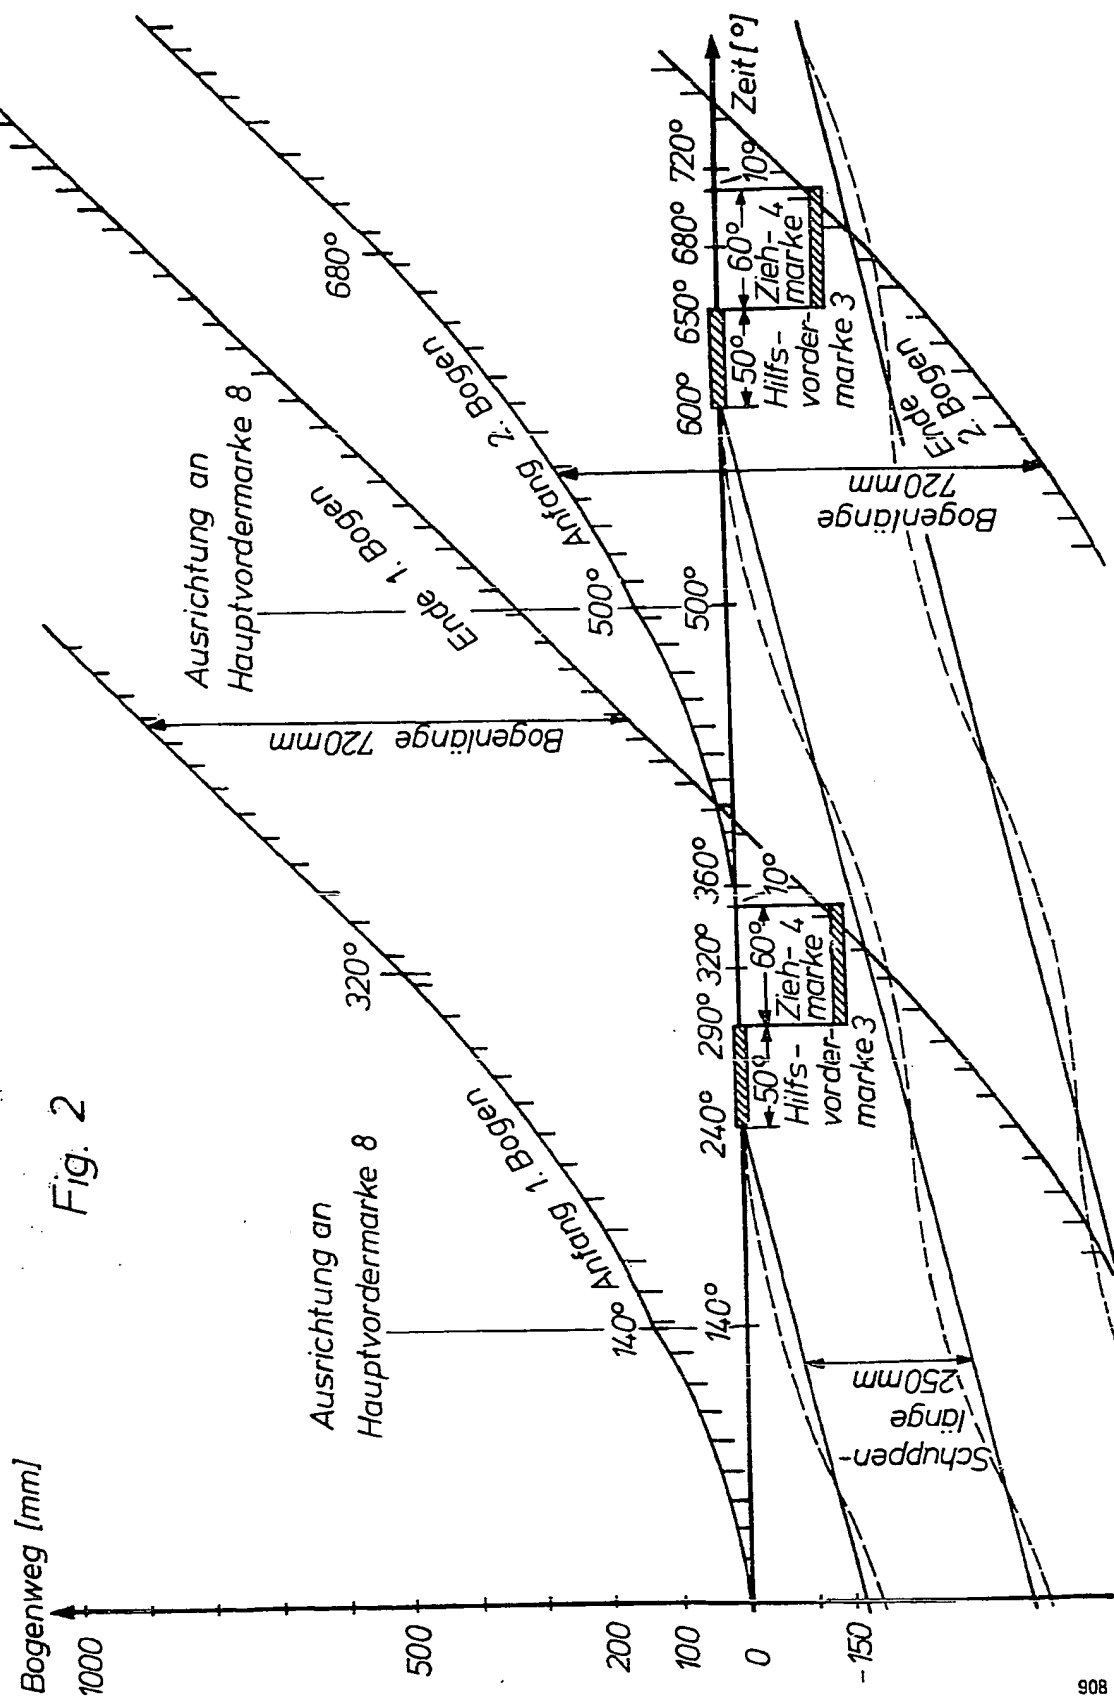 Fig. 2
Bogenweg [mm]
1000
500
200
100
0
-150
Zeit [°]
Ausrichtung an
Hauptvordermarke 8
140°
140°
Anfang 1. Bogen
320°
Bogenlänge 720mm
Ausrichtung an
Hauptvordermarke 8
Ende 1. Bogen
500°
500°
Anfang 2. Bogen
680°
240°
290°
320°
360°
50°
60°
10°
Hilfs-
vorder-
marke 3
Zieh- 4
marke
600°
650°
680°
720°
50°
60°
10°
Hilfs-
vorder-
marke 3
Zieh- 4
marke
Bogenlänge
720mm
Ende
2. Bogen
Schuppen-
länge
250mm
908